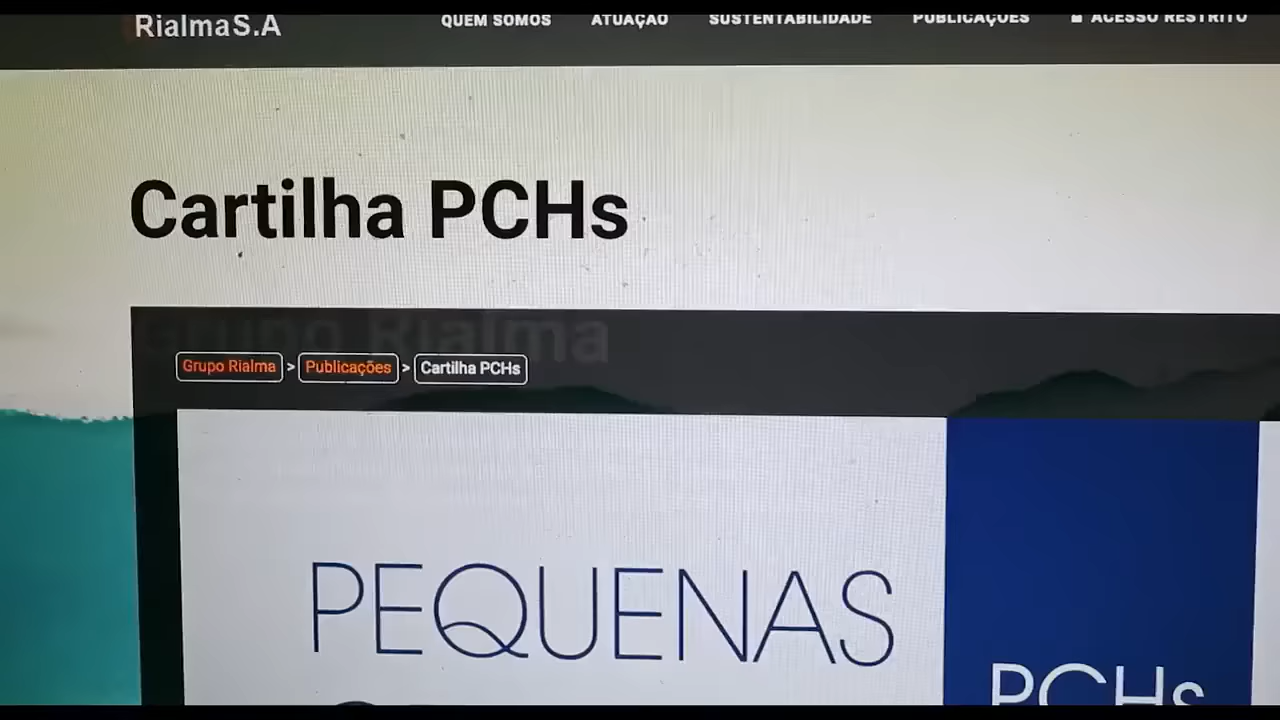 RialmaS.A QUEM SOMOS ATUAÇÃO SUSTENTABILIDADE PUBLICAÇÕES ACESSO RESTRITO
Cartilha PCHs
Grupo Rialma
Grupo Rialma > Publicações > Cartilha PCHs
PEQUENAS
PCHs